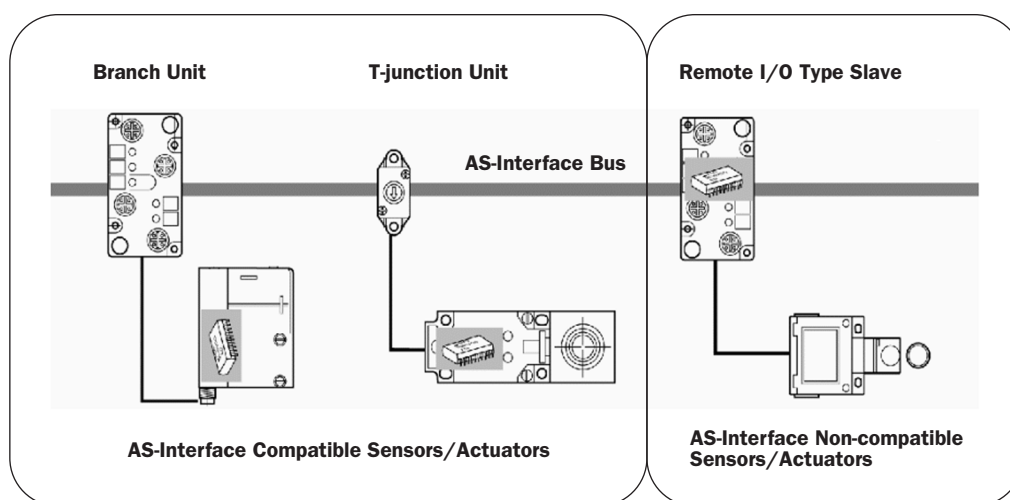 Branch Unit
T-junction Unit
Remote I/O Type Slave
AS-Interface Bus
AS-Interface Compatible Sensors/Actuators
AS-Interface Non-compatible
Sensors/Actuators